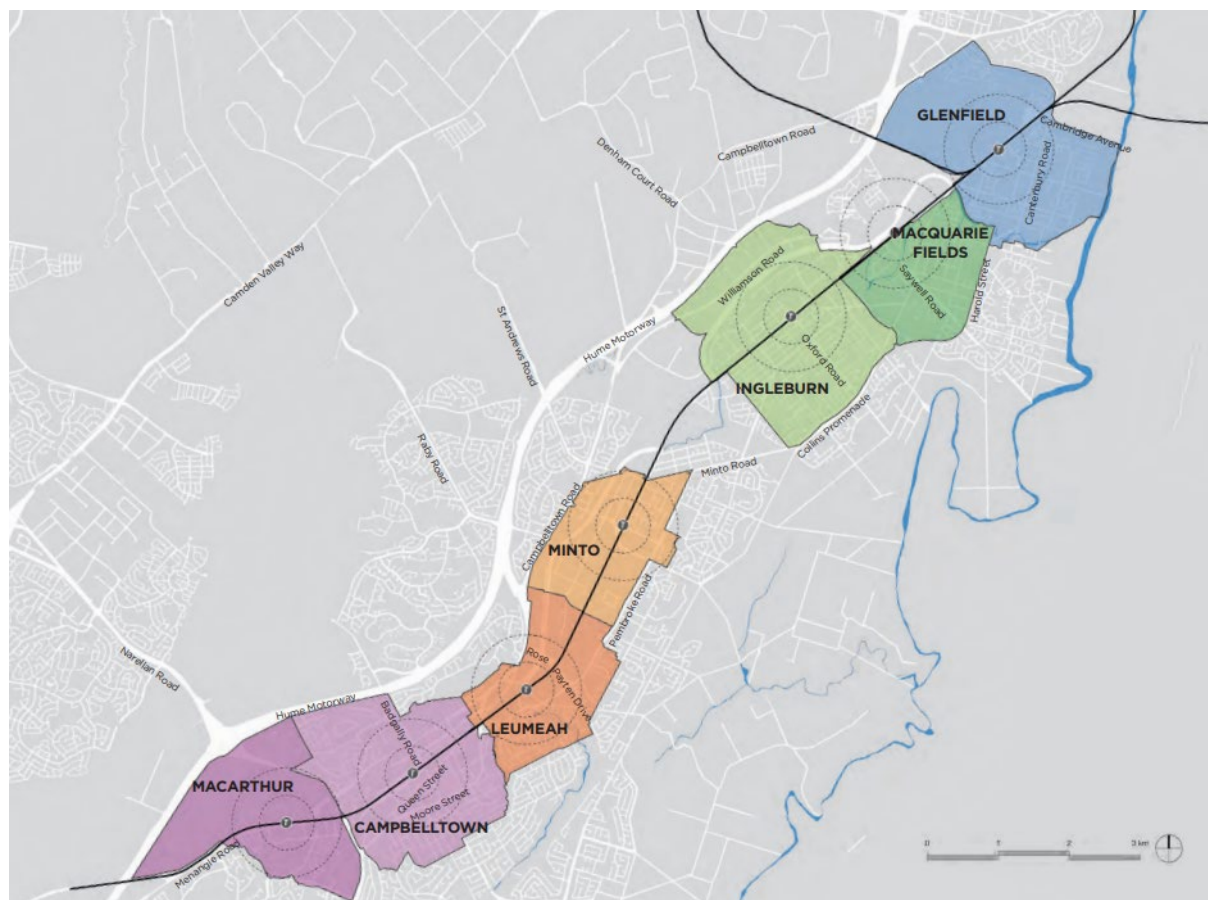 GLENFIELD
Cambridge Avenue
Campbelltown Road
Denham Court Road
Canterbury Road
MACQUARIE
FIELDS
Saywell Road
Harold Street
Williamson Road
Camden Valley Way
St Andrews Road
Hume Motorway
Oxford Road
INGLEBURN
Collins Promenade
Raby Road
Minto Road
Campbelltown Road
MINTO
Pembroke Road
Rose Payten Drive
Narellan Road
Hume Motorway
Badgally Road
LEUMEAH
MACARTHUR
Queen Street
Moore Street
CAMPBELLTOWN
Menangle Road
0 1 2 3 km